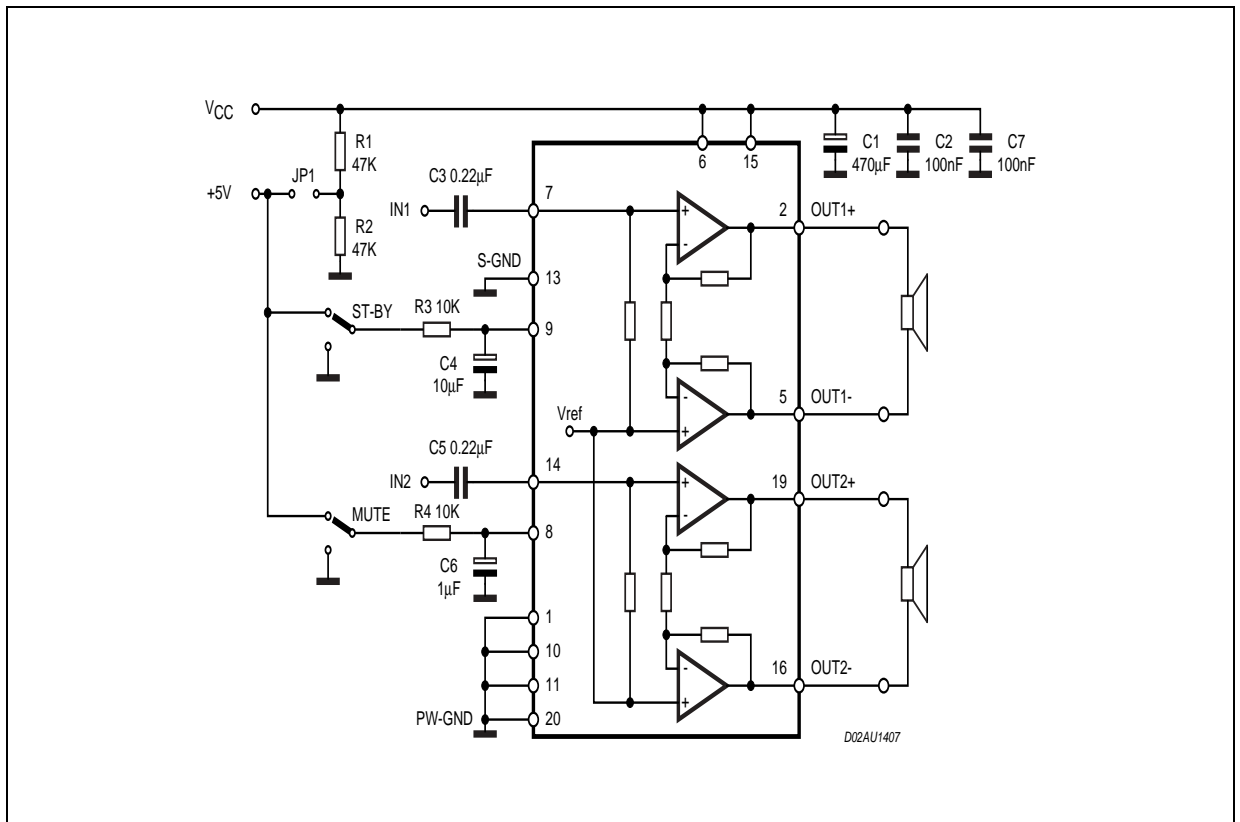 VCC
R1
47K
+5V
JP1
R2
47K
C3 0.22µF
IN1
7
S-GND
13
ST-BY
R3 10K
9
C4
10µF
Vref
C5 0.22µF
IN2
14
MUTE
R4 10K
8
C6
1µF
1
10
11
PW-GND
20
6
15
C1
470µF
C2
100nF
C7
100nF
+
-
2
OUT1+
-
+
5
OUT1-
+
-
19
OUT2+
-
+
16
OUT2-
D02AU1407